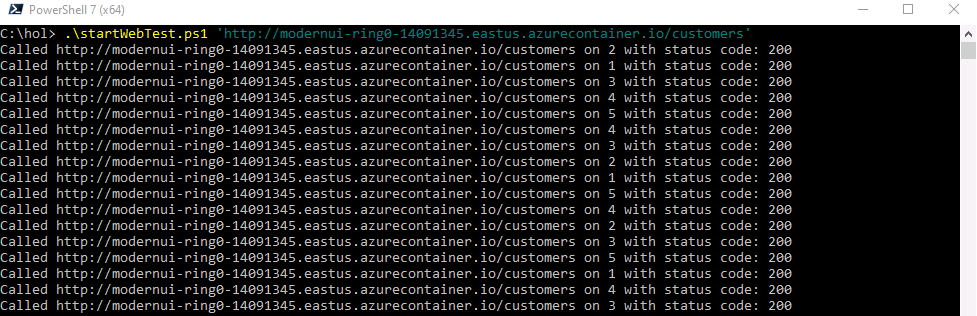 PowerShell 7 (x64)
C:\hol> .\startWebTest.ps1 'http://modernui-ring0-14091345.eastus.azurecontainer.io/customers'
Called http://modernui-ring0-14091345.eastus.azurecontainer.io/customers on 2 with status code: 200
Called http://modernui-ring0-14091345.eastus.azurecontainer.io/customers on 1 with status code: 200
Called http://modernui-ring0-14091345.eastus.azurecontainer.io/customers on 3 with status code: 200
Called http://modernui-ring0-14091345.eastus.azurecontainer.io/customers on 4 with status code: 200
Called http://modernui-ring0-14091345.eastus.azurecontainer.io/customers on 5 with status code: 200
Called http://modernui-ring0-14091345.eastus.azurecontainer.io/customers on 4 with status code: 200
Called http://modernui-ring0-14091345.eastus.azurecontainer.io/customers on 3 with status code: 200
Called http://modernui-ring0-14091345.eastus.azurecontainer.io/customers on 2 with status code: 200
Called http://modernui-ring0-14091345.eastus.azurecontainer.io/customers on 1 with status code: 200
Called http://modernui-ring0-14091345.eastus.azurecontainer.io/customers on 5 with status code: 200
Called http://modernui-ring0-14091345.eastus.azurecontainer.io/customers on 4 with status code: 200
Called http://modernui-ring0-14091345.eastus.azurecontainer.io/customers on 2 with status code: 200
Called http://modernui-ring0-14091345.eastus.azurecontainer.io/customers on 3 with status code: 200
Called http://modernui-ring0-14091345.eastus.azurecontainer.io/customers on 5 with status code: 200
Called http://modernui-ring0-14091345.eastus.azurecontainer.io/customers on 1 with status code: 200
Called http://modernui-ring0-14091345.eastus.azurecontainer.io/customers on 4 with status code: 200
Called http://modernui-ring0-14091345.eastus.azurecontainer.io/customers on 3 with status code: 200